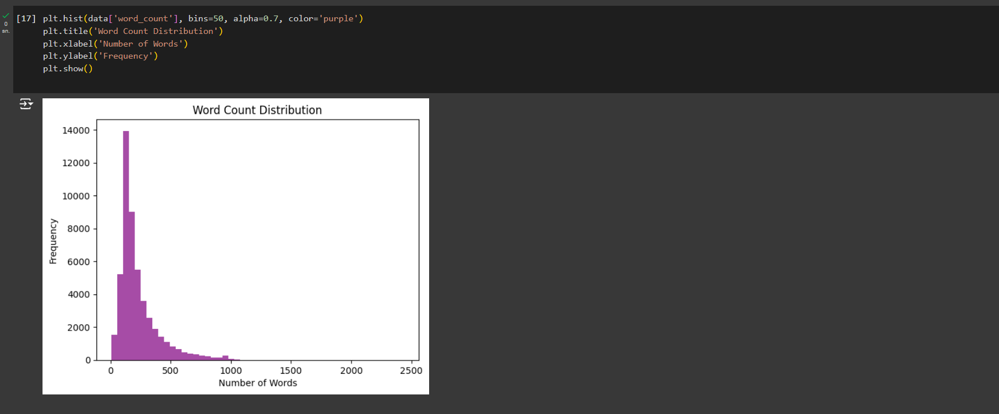 [17] plt.hist(data['word_count'], bins=50, alpha=0.7, color='purple')
0
sn.
plt.title('Word Count Distribution')
plt.xlabel('Number of Words')
plt.ylabel('Frequency')
plt.show()
Word Count Distribution
14000
12000
10000
8000
6000
4000
2000
0
Frequency
0 500 1000 1500 2000 2500
Number of Words